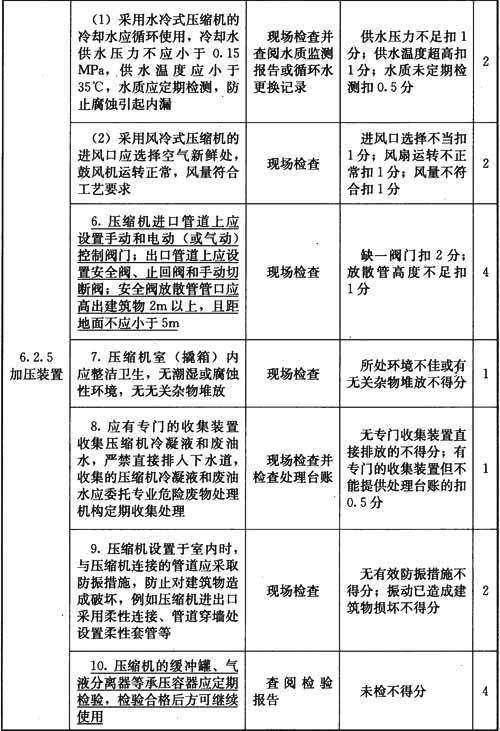 6.2.5
加压装置
（1）采用水冷式压缩机的
冷却水应循环使用，冷却水
供水压力不应小于 0.15
MPa，供水温度应小于
35℃，水质应定期检测，防
止腐蚀引起内漏
现场检查并
查阅水质监测
报告或循环水
更换记录
供水压力不足扣 1
分；供水温度超高扣
1分；水质未定期检
测扣 0.5 分
2
（2）采用风冷式压缩机的
进风口应选择空气新鲜处，
鼓风机运转正常，风量符合
工艺要求
现场检查
进风口选择不当扣
1分；风扇运转不正
常扣 1 分；风量不符
合扣 1 分
2
6. 压缩机进口管道上应
设置手动和电动（或气动）
控制阀门；出口管道上应设
置安全阀、止回阀和手动切
断阀；安全阀放散管管口应
高出建筑物 2m 以上，且距
地面不应小于 5m
现场检查
缺一阀门扣 2 分；
放散管高度不足扣
1分
4
7. 压缩机室（撬箱）内
应整洁卫生，无潮湿或腐蚀
性环境，无无关杂物堆放
现场检查
所处环境不佳或有
无关杂物堆放不得分
1
8. 应有专门的收集装置
收集压缩机冷凝液和废油
水，严禁直接排入下水道，
收集的压缩机冷凝液和废油
水应委托专业危险废物处理
机构定期收集处理
现场检查并
检查处理台账
无专门收集装置直
接排放的不得分；有
专门的收集装置但不
能提供处理台账的扣
0.5 分
1
9. 压缩机设置于室内时，
与压缩机连接的管道应采取
防振措施，防止对建筑物造
成破坏，例如压缩机进出口
采用柔性连接、管道穿墙处
设置柔性套管等
现场检查
无有效防振措施不
得分；振动已造成建
筑物损坏不得分
2
10. 压缩机的缓冲罐、气
液分离器等承压容器应定期
检验，检验合格后方可继续
使用
查阅检验
报告
未检不得分
4